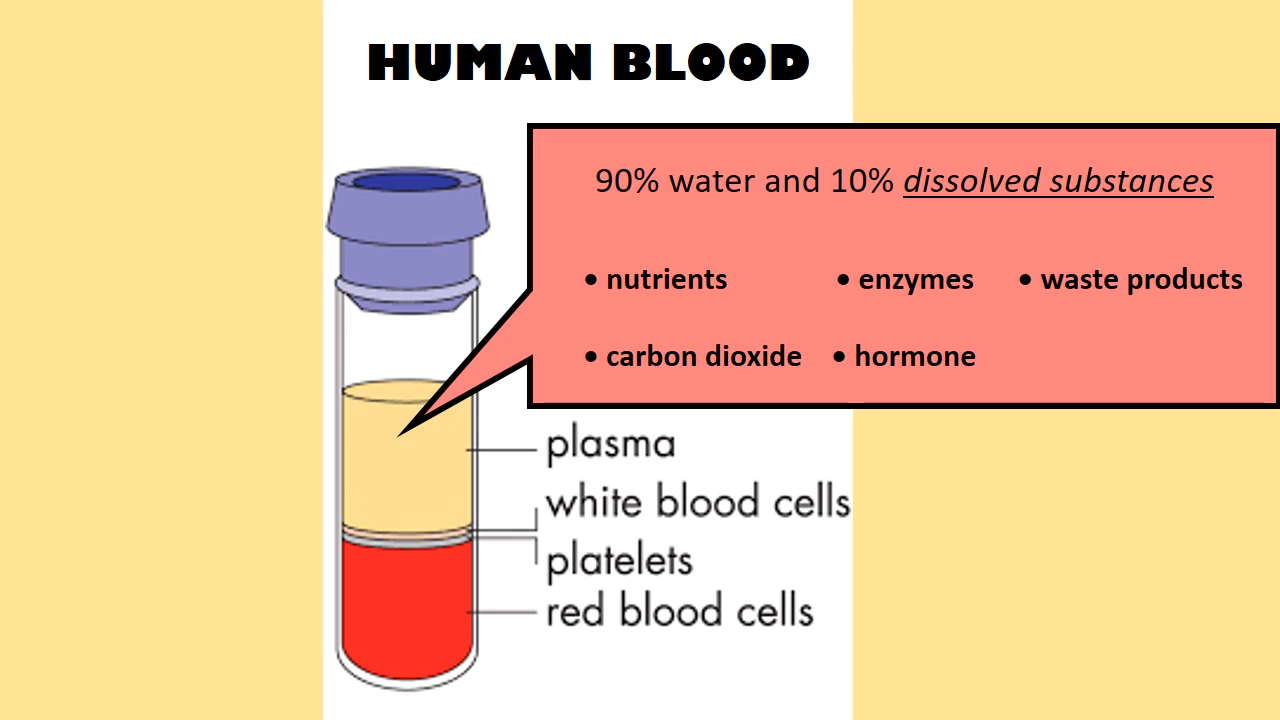 HUMAN BLOOD
90% water and 10% dissolved substances
• nutrients • enzymes • waste products
• carbon dioxide • hormone
plasma
white blood cells
platelets
red blood cells